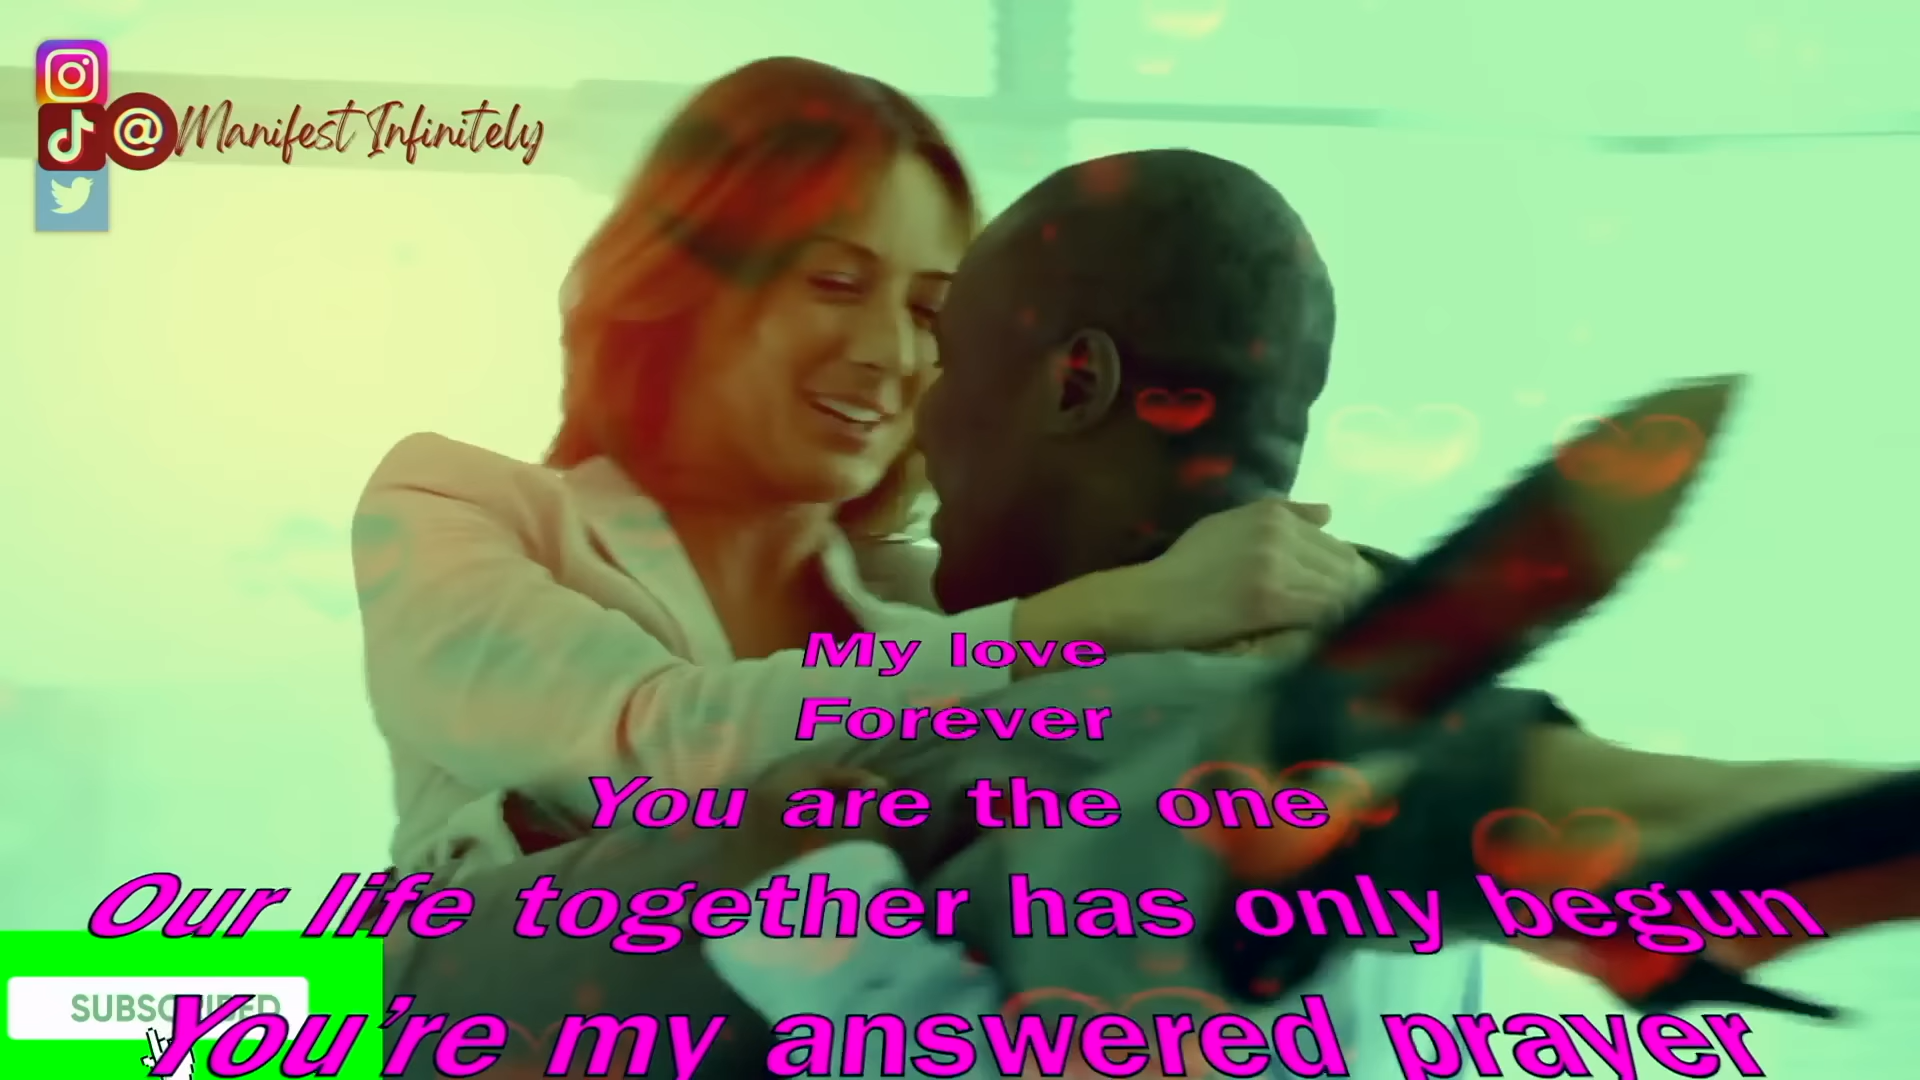 @Manifest Infinitely
My love
Forever
You are the one
Our life together has only begun
SUBSCRIBED
You're my answered prayer